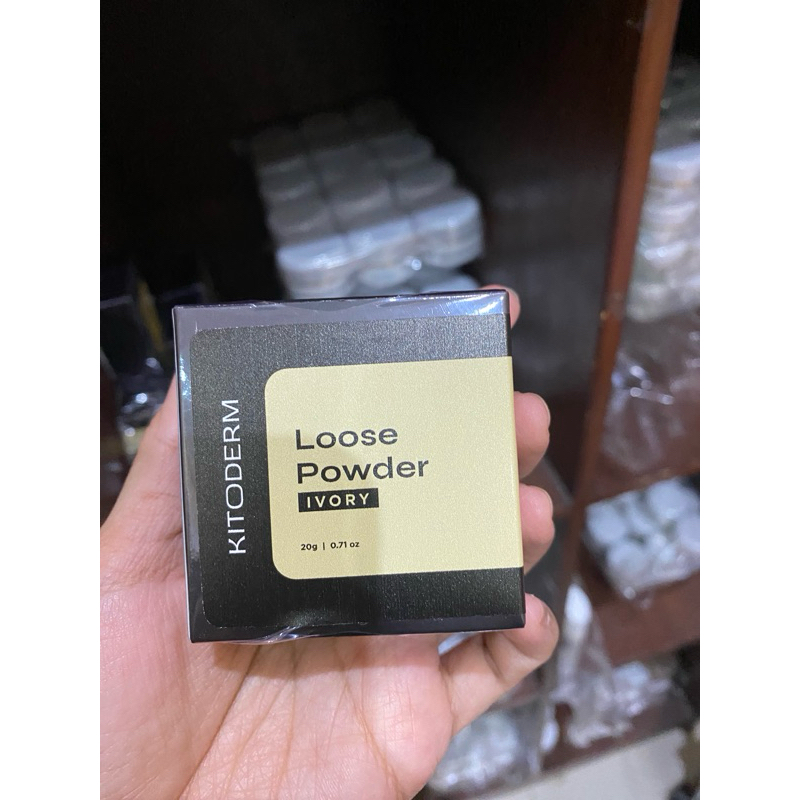 KITODERM
Loose
Powder
IVORY
20g | 0.71 oz